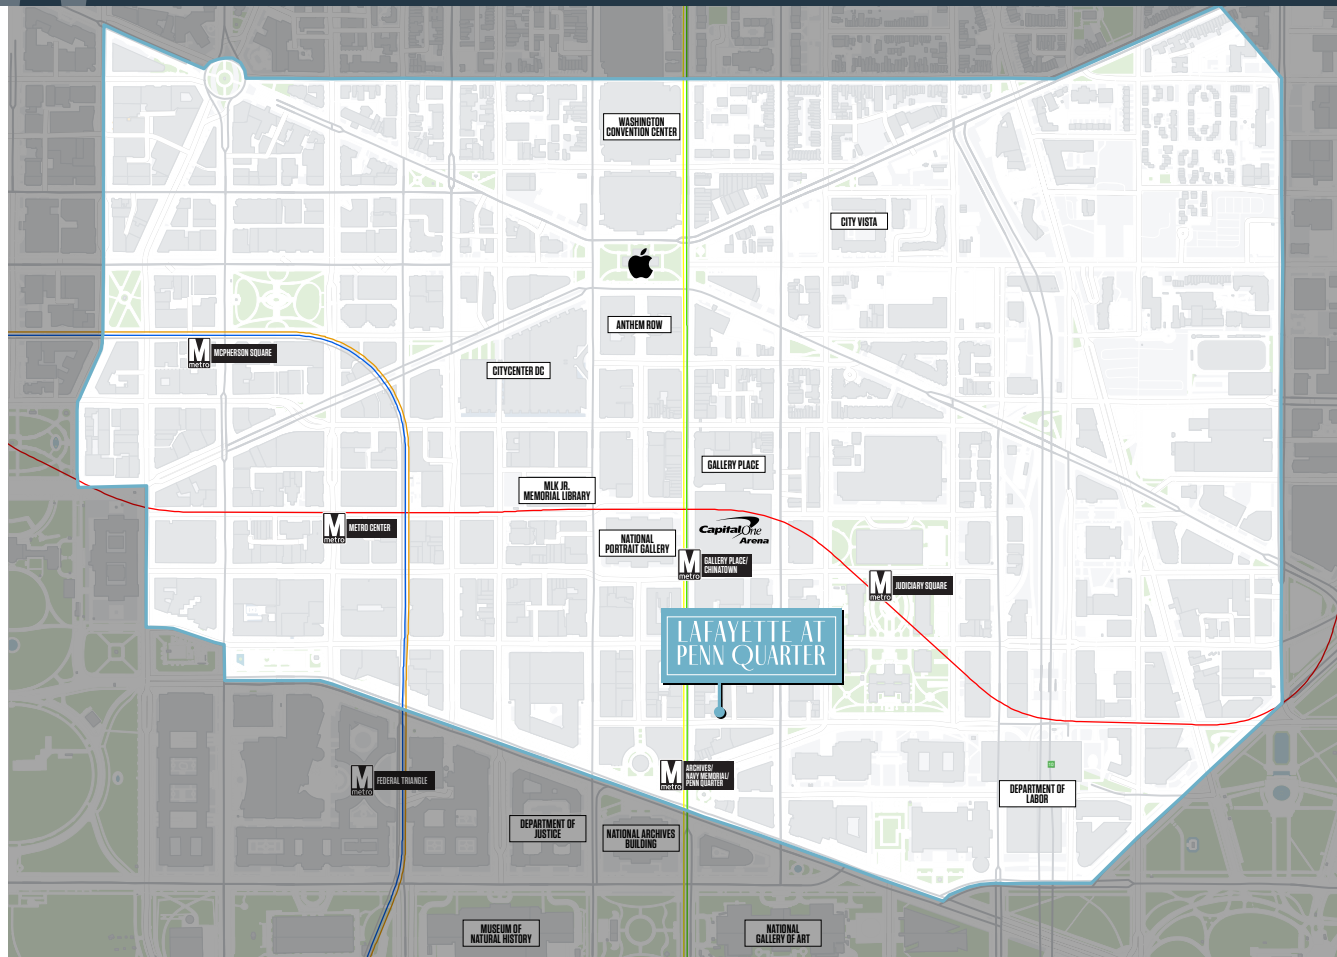 WASHINGTON
CONVENTION CENTER
CITY VISTA
ANTHEM ROW
M
metro
MCPHERSON SQUARE
CITYCENTER DC
GALLERY PLACE
MLK JR.
MEMORIAL LIBRARY
M
metro
METRO CENTER
NATIONAL
PORTRAIT GALLERY
Capital One
Arena
M
metro
GALLERY PLACE/
CHINATOWN
M
metro
JUDICIARY SQUARE
LAFAYETTE AT
PENN QUARTER
M
metro
FEDERAL TRIANGLE
M
metro
ARCHIVES/
NAVY MEMORIAL/
PENN QUARTER
DEPARTMENT OF
LABOR
DEPARTMENT OF
JUSTICE
NATIONAL ARCHIVES
BUILDING
MUSEUM OF
NATURAL HISTORY
NATIONAL
GALLERY OF ART